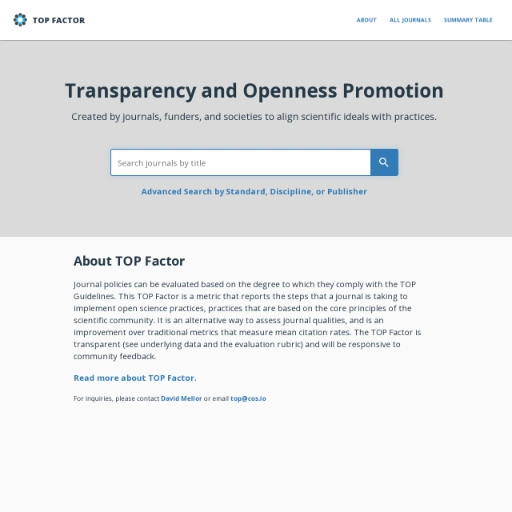 TOP FACTOR
ABOUT
ALL JOURNALS
SUMMARY TABLE
Transparency and Openness Promotion
Created by journals, funders, and societies to align scientific ideals with practices.
Search journals by title
Advanced Search by Standard, Discipline, or Publisher
About TOP Factor
Journal policies can be evaluated based on the degree to which they comply with the TOP
Guidelines. This TOP Factor is a metric that reports the steps that a journal is taking to
implement open science practices, practices that are based on the core principles of the
scientific community. It is an alternative way to assess journal qualities, and is an
improvement over traditional metrics that measure mean citation rates. The TOP Factor is
transparent (see underlying data and the evaluation rubric) and will be responsive to
community feedback.
Read more about TOP Factor.
For inquiries, please contact David Mellor or email top@cos.io